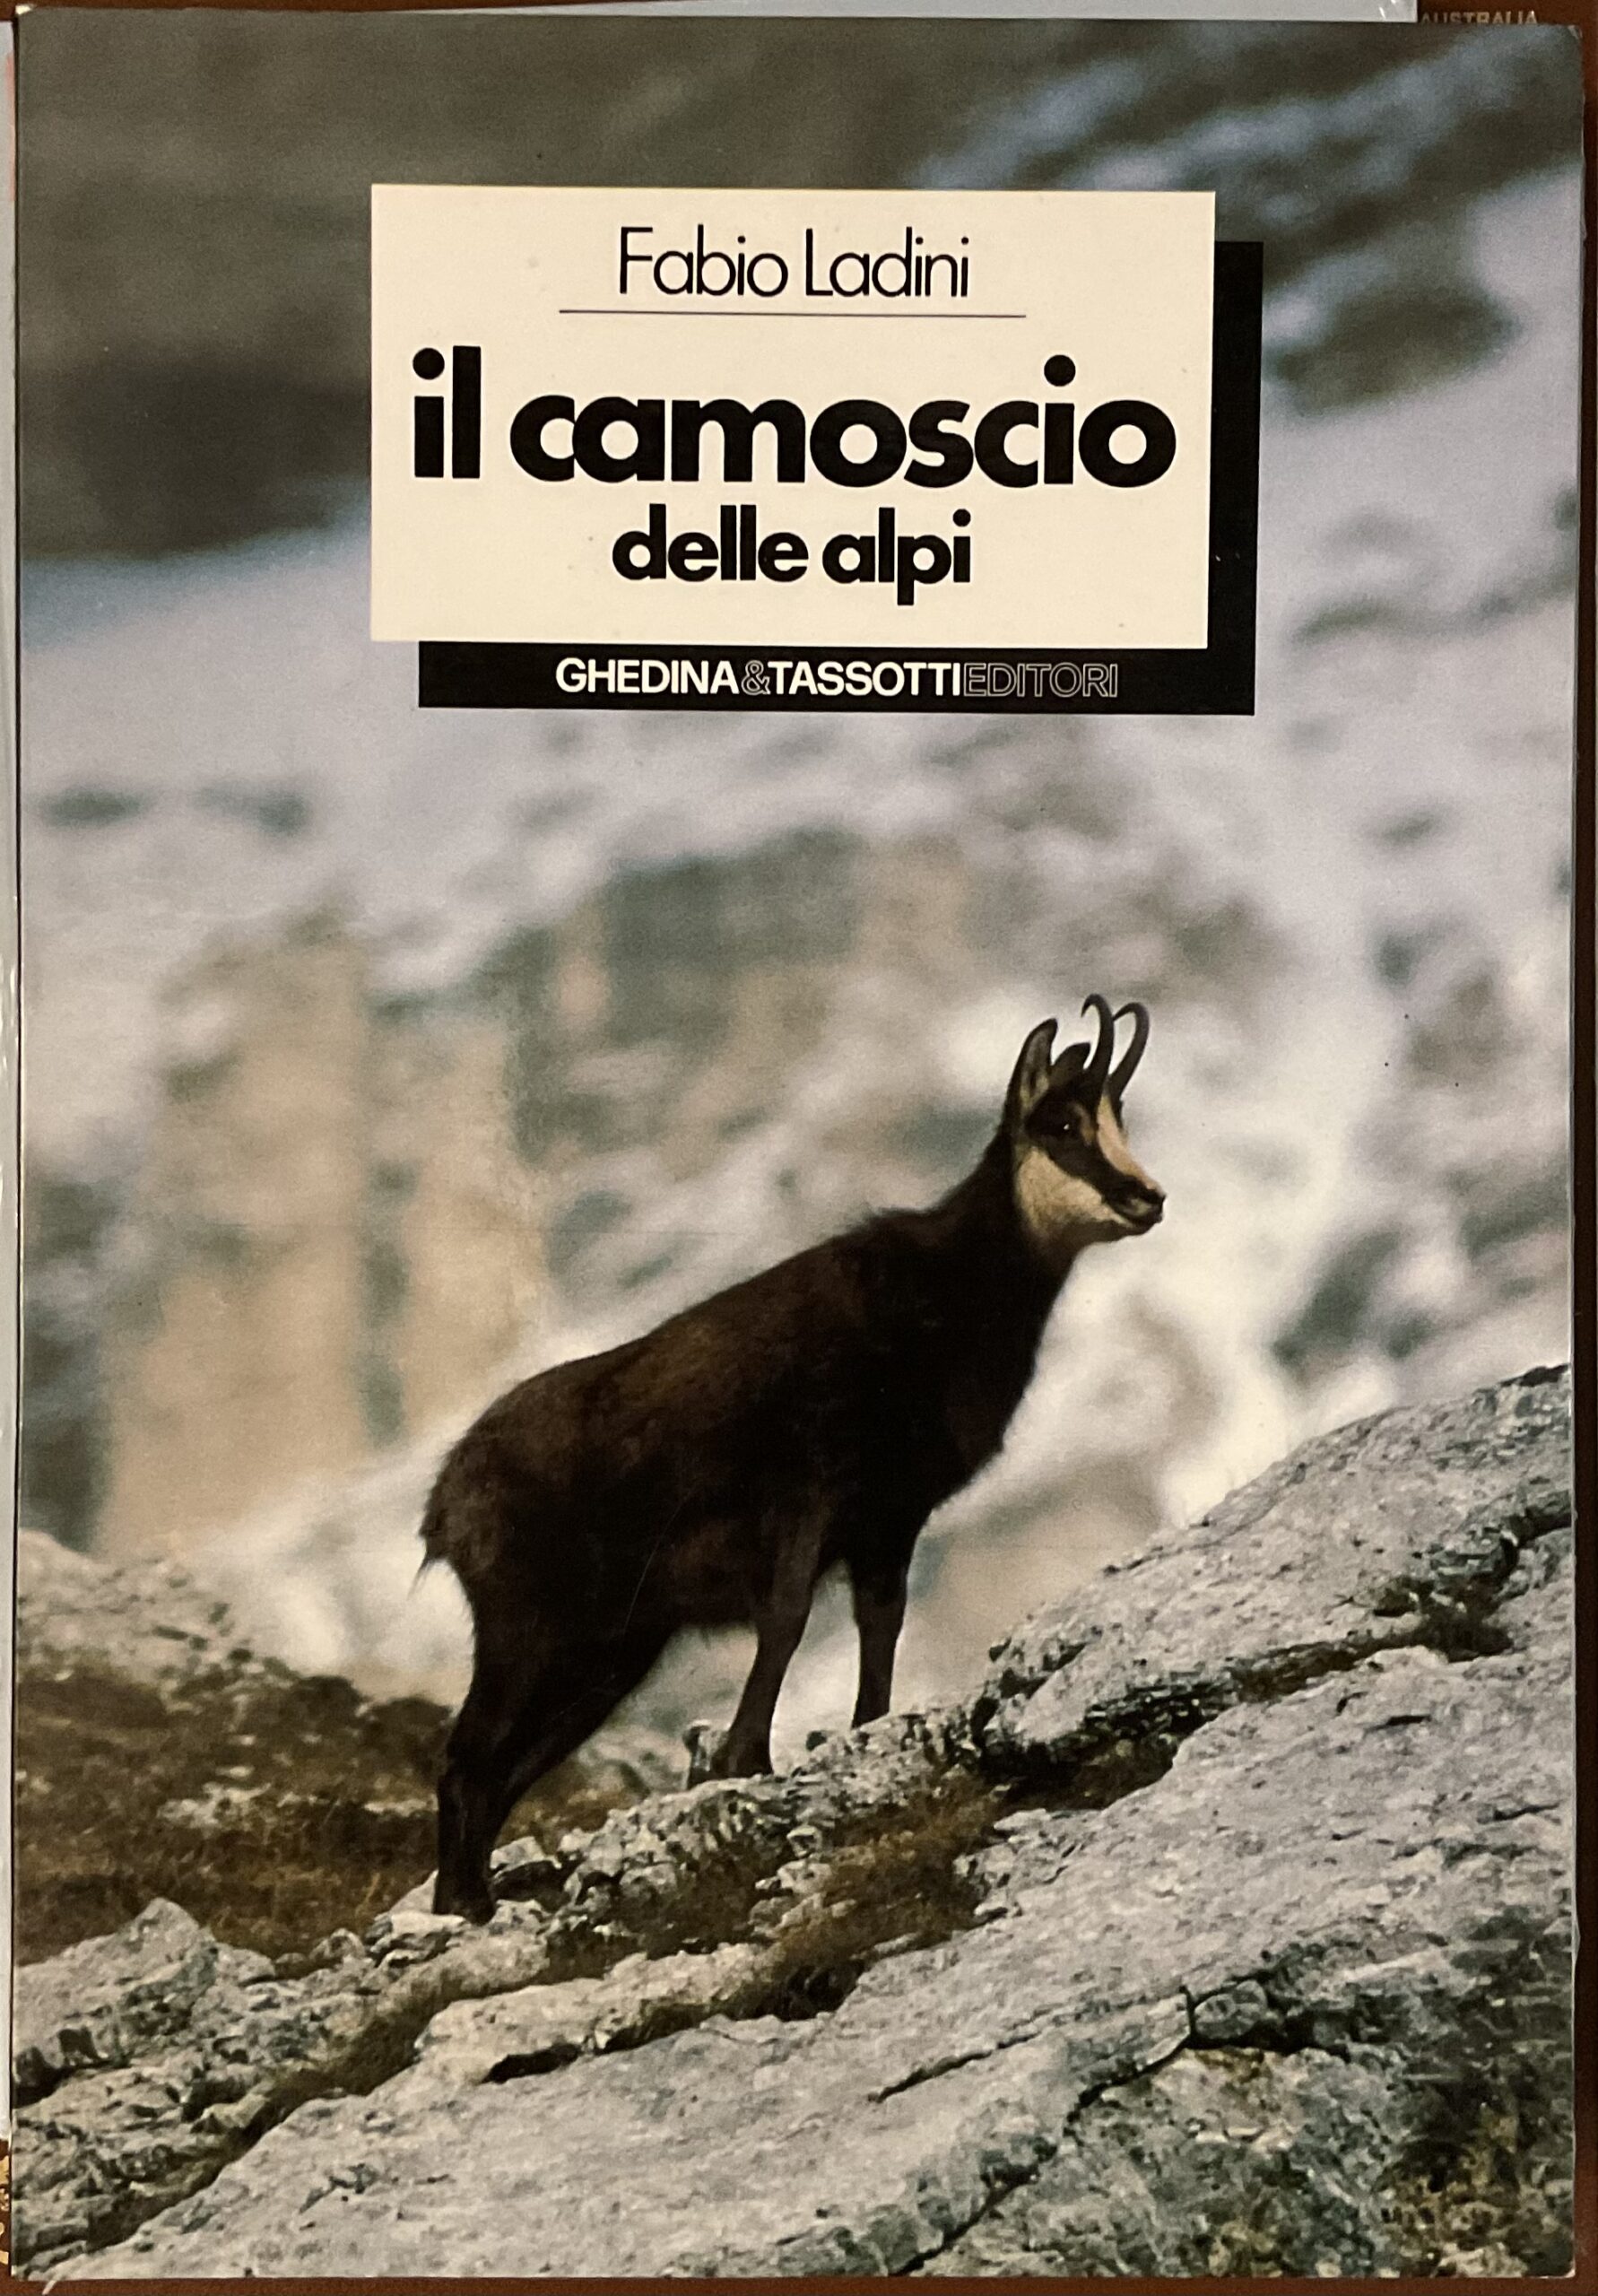 AUSTRALIA
Fabio Ladini
il camoscio
delle alpi
GHEDINA&TASSOTTIEDITORI